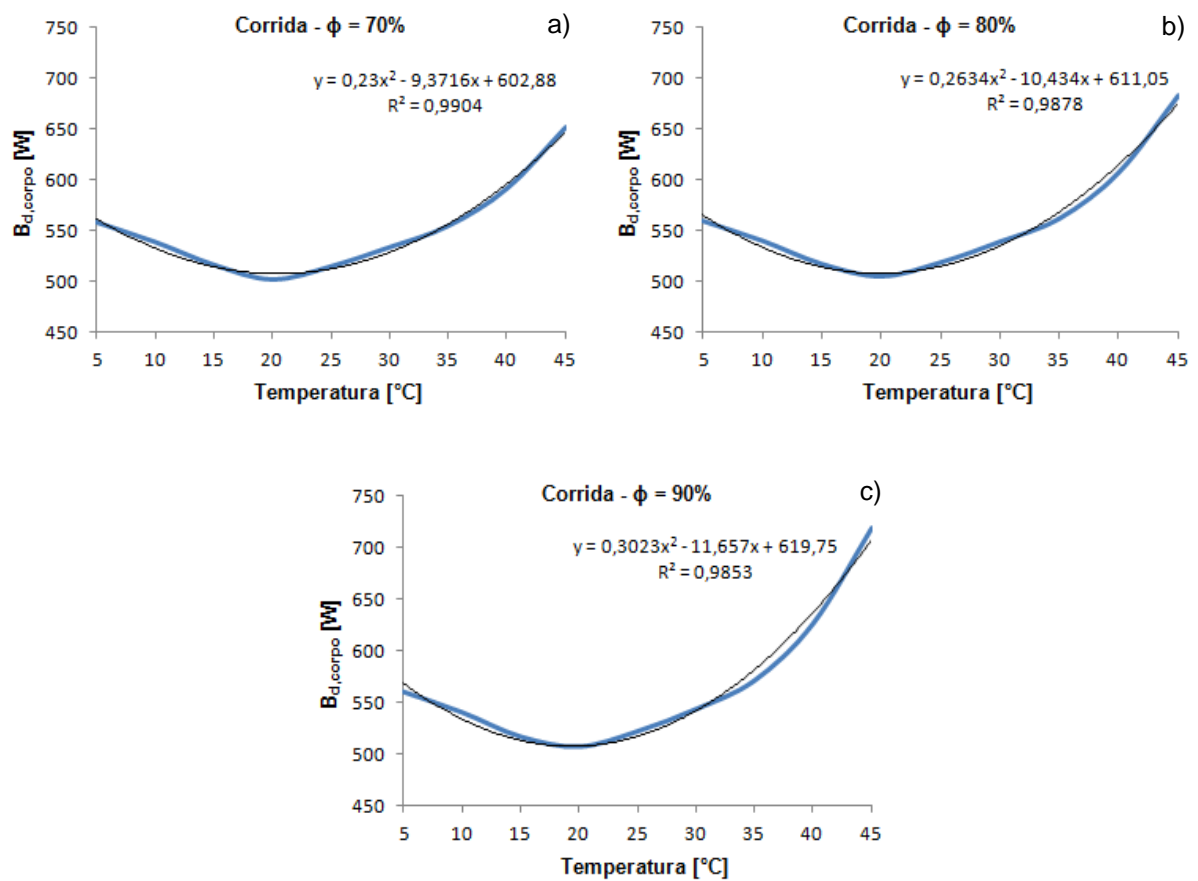 Corrida - ϕ = 70%
a)
y = 0,23x² - 9,3716x + 602,88
R² = 0,9904
B_d,corpo [W]
750
700
650
600
550
500
450
5 10 15 20 25 30 35 40 45
Temperatura [°C]
Corrida - ϕ = 80%
b)
y = 0,2634x² - 10,434x + 611,05
R² = 0,9878
B_d,corpo [W]
750
700
650
600
550
500
450
5 10 15 20 25 30 35 40 45
Temperatura [°C]
Corrida - ϕ = 90%
c)
y = 0,3023x² - 11,657x + 619,75
R² = 0,9853
B_d,corpo [W]
750
700
650
600
550
500
450
5 10 15 20 25 30 35 40 45
Temperatura [°C]